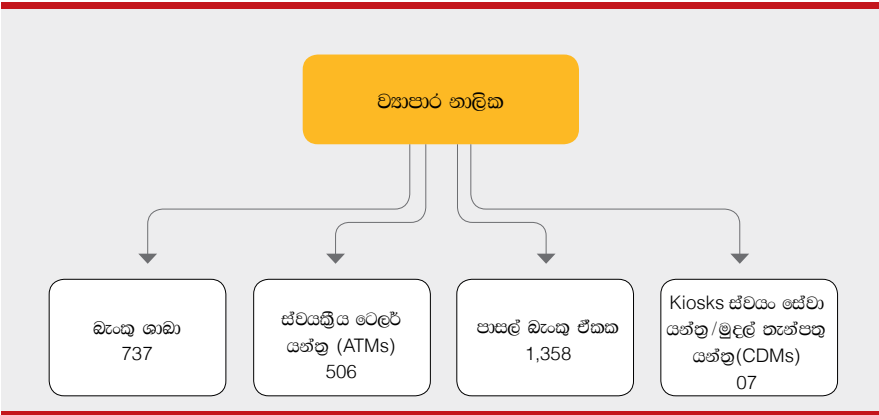 ව්‍යාපාර නාලික
බැංකු ශාඛා
737
ස්වයංක්‍රීය ටෙලර්
යන්ත්‍ර (ATMs)
506
පාසල් බැංකු ඒකක
1,358
Kiosks ස්වයං සේවා
යන්ත්‍ර/මුදල් තැන්පතු
යන්ත්‍ර(CDMs)
07